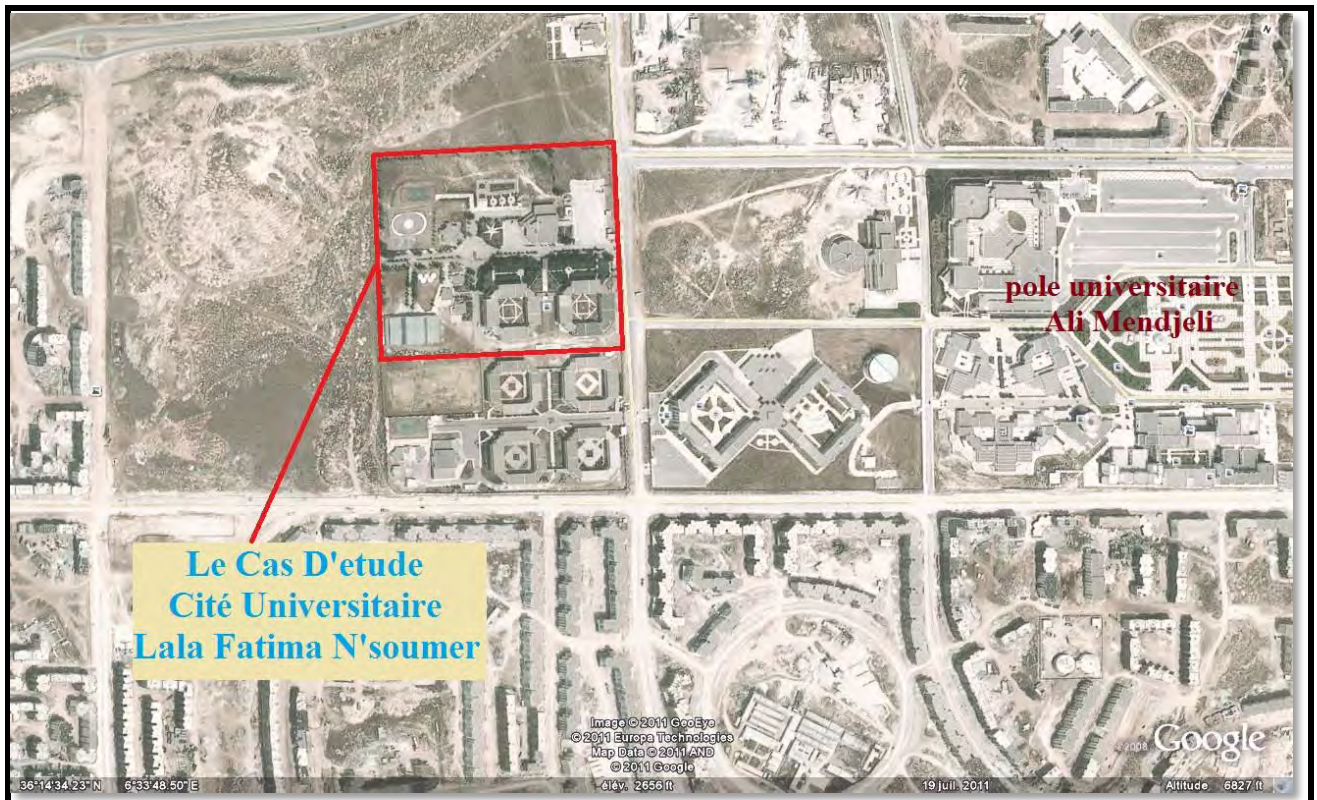 N
pole universitaire
Ali Mendjeli
Le Cas D'etude
Cité Universitaire
Lala Fatima N'soumer
Image © 2011 GeoEye
© 2011 Europa Technologies
Map Data © 2011 AND
© 2011 Google
©2008 Google
36°14'34.23" N 6°33'48.50" E élév. 2656 ft 19 juil. 2011 Altitude 6827 ft